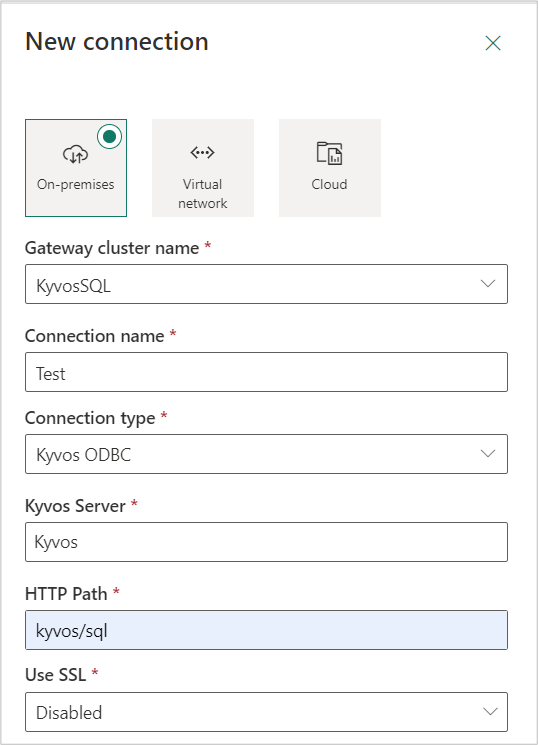 New connection
On-premises
Virtual
network
Cloud
Gateway cluster name *
KyvosSQL
Connection name *
Test
Connection type *
Kyvos ODBC
Kyvos Server *
Kyvos
HTTP Path *
kyvos/sql
Use SSL *
Disabled